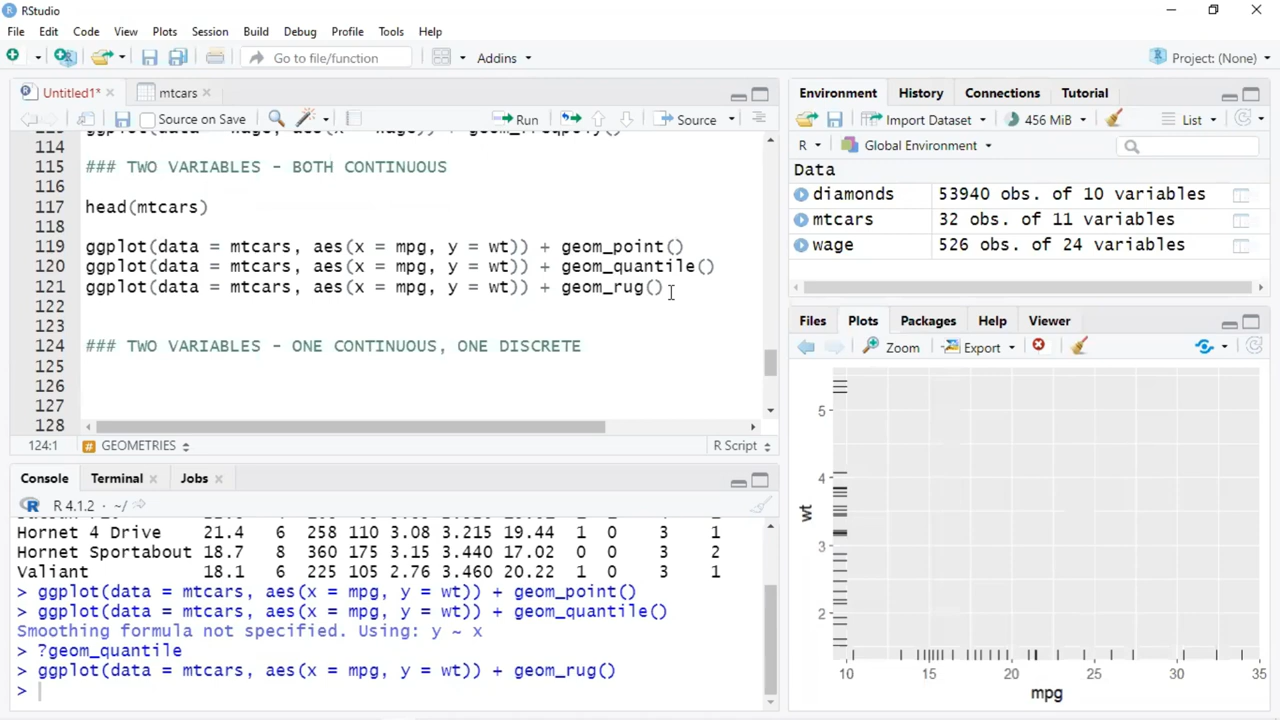 RStudio
File Edit Code View Plots Session Build Debug Profile Tools Help
Go to file/function Addins Project: (None)
Untitled1* mtcars
Source on Save Run Source
114
115 ### TWO VARIABLES - BOTH CONTINUOUS
116
117 head(mtcars)
118
119 ggplot(data = mtcars, aes(x = mpg, y = wt)) + geom_point()
120 ggplot(data = mtcars, aes(x = mpg, y = wt)) + geom_quantile()
121 ggplot(data = mtcars, aes(x = mpg, y = wt)) + geom_rug()
122
123
124 ### TWO VARIABLES - ONE CONTINUOUS, ONE DISCRETE
125
126
127
128
124:1 # GEOMETRIES R Script
Console Terminal Jobs
R 4.1.2 · ~/
Hornet 4 Drive 21.4 6 258 110 3.08 3.215 19.44 1 0 3 1
Hornet Sportabout 18.7 8 360 175 3.15 3.440 17.02 0 0 3 2
Valiant 18.1 6 225 105 2.76 3.460 20.22 1 0 3 1
> ggplot(data = mtcars, aes(x = mpg, y = wt)) + geom_point()
> ggplot(data = mtcars, aes(x = mpg, y = wt)) + geom_quantile()
Smoothing formula not specified. Using: y ~ x
> ?geom_quantile
> ggplot(data = mtcars, aes(x = mpg, y = wt)) + geom_rug()
>
Environment History Connections Tutorial
Import Dataset 456 MiB List
R Global Environment
Data
diamonds 53940 obs. of 10 variables
mtcars 32 obs. of 11 variables
wage 526 obs. of 24 variables
Files Plots Packages Help Viewer
Zoom Export
5
4
3
2
wt
10 15 20 25 30 35
mpg